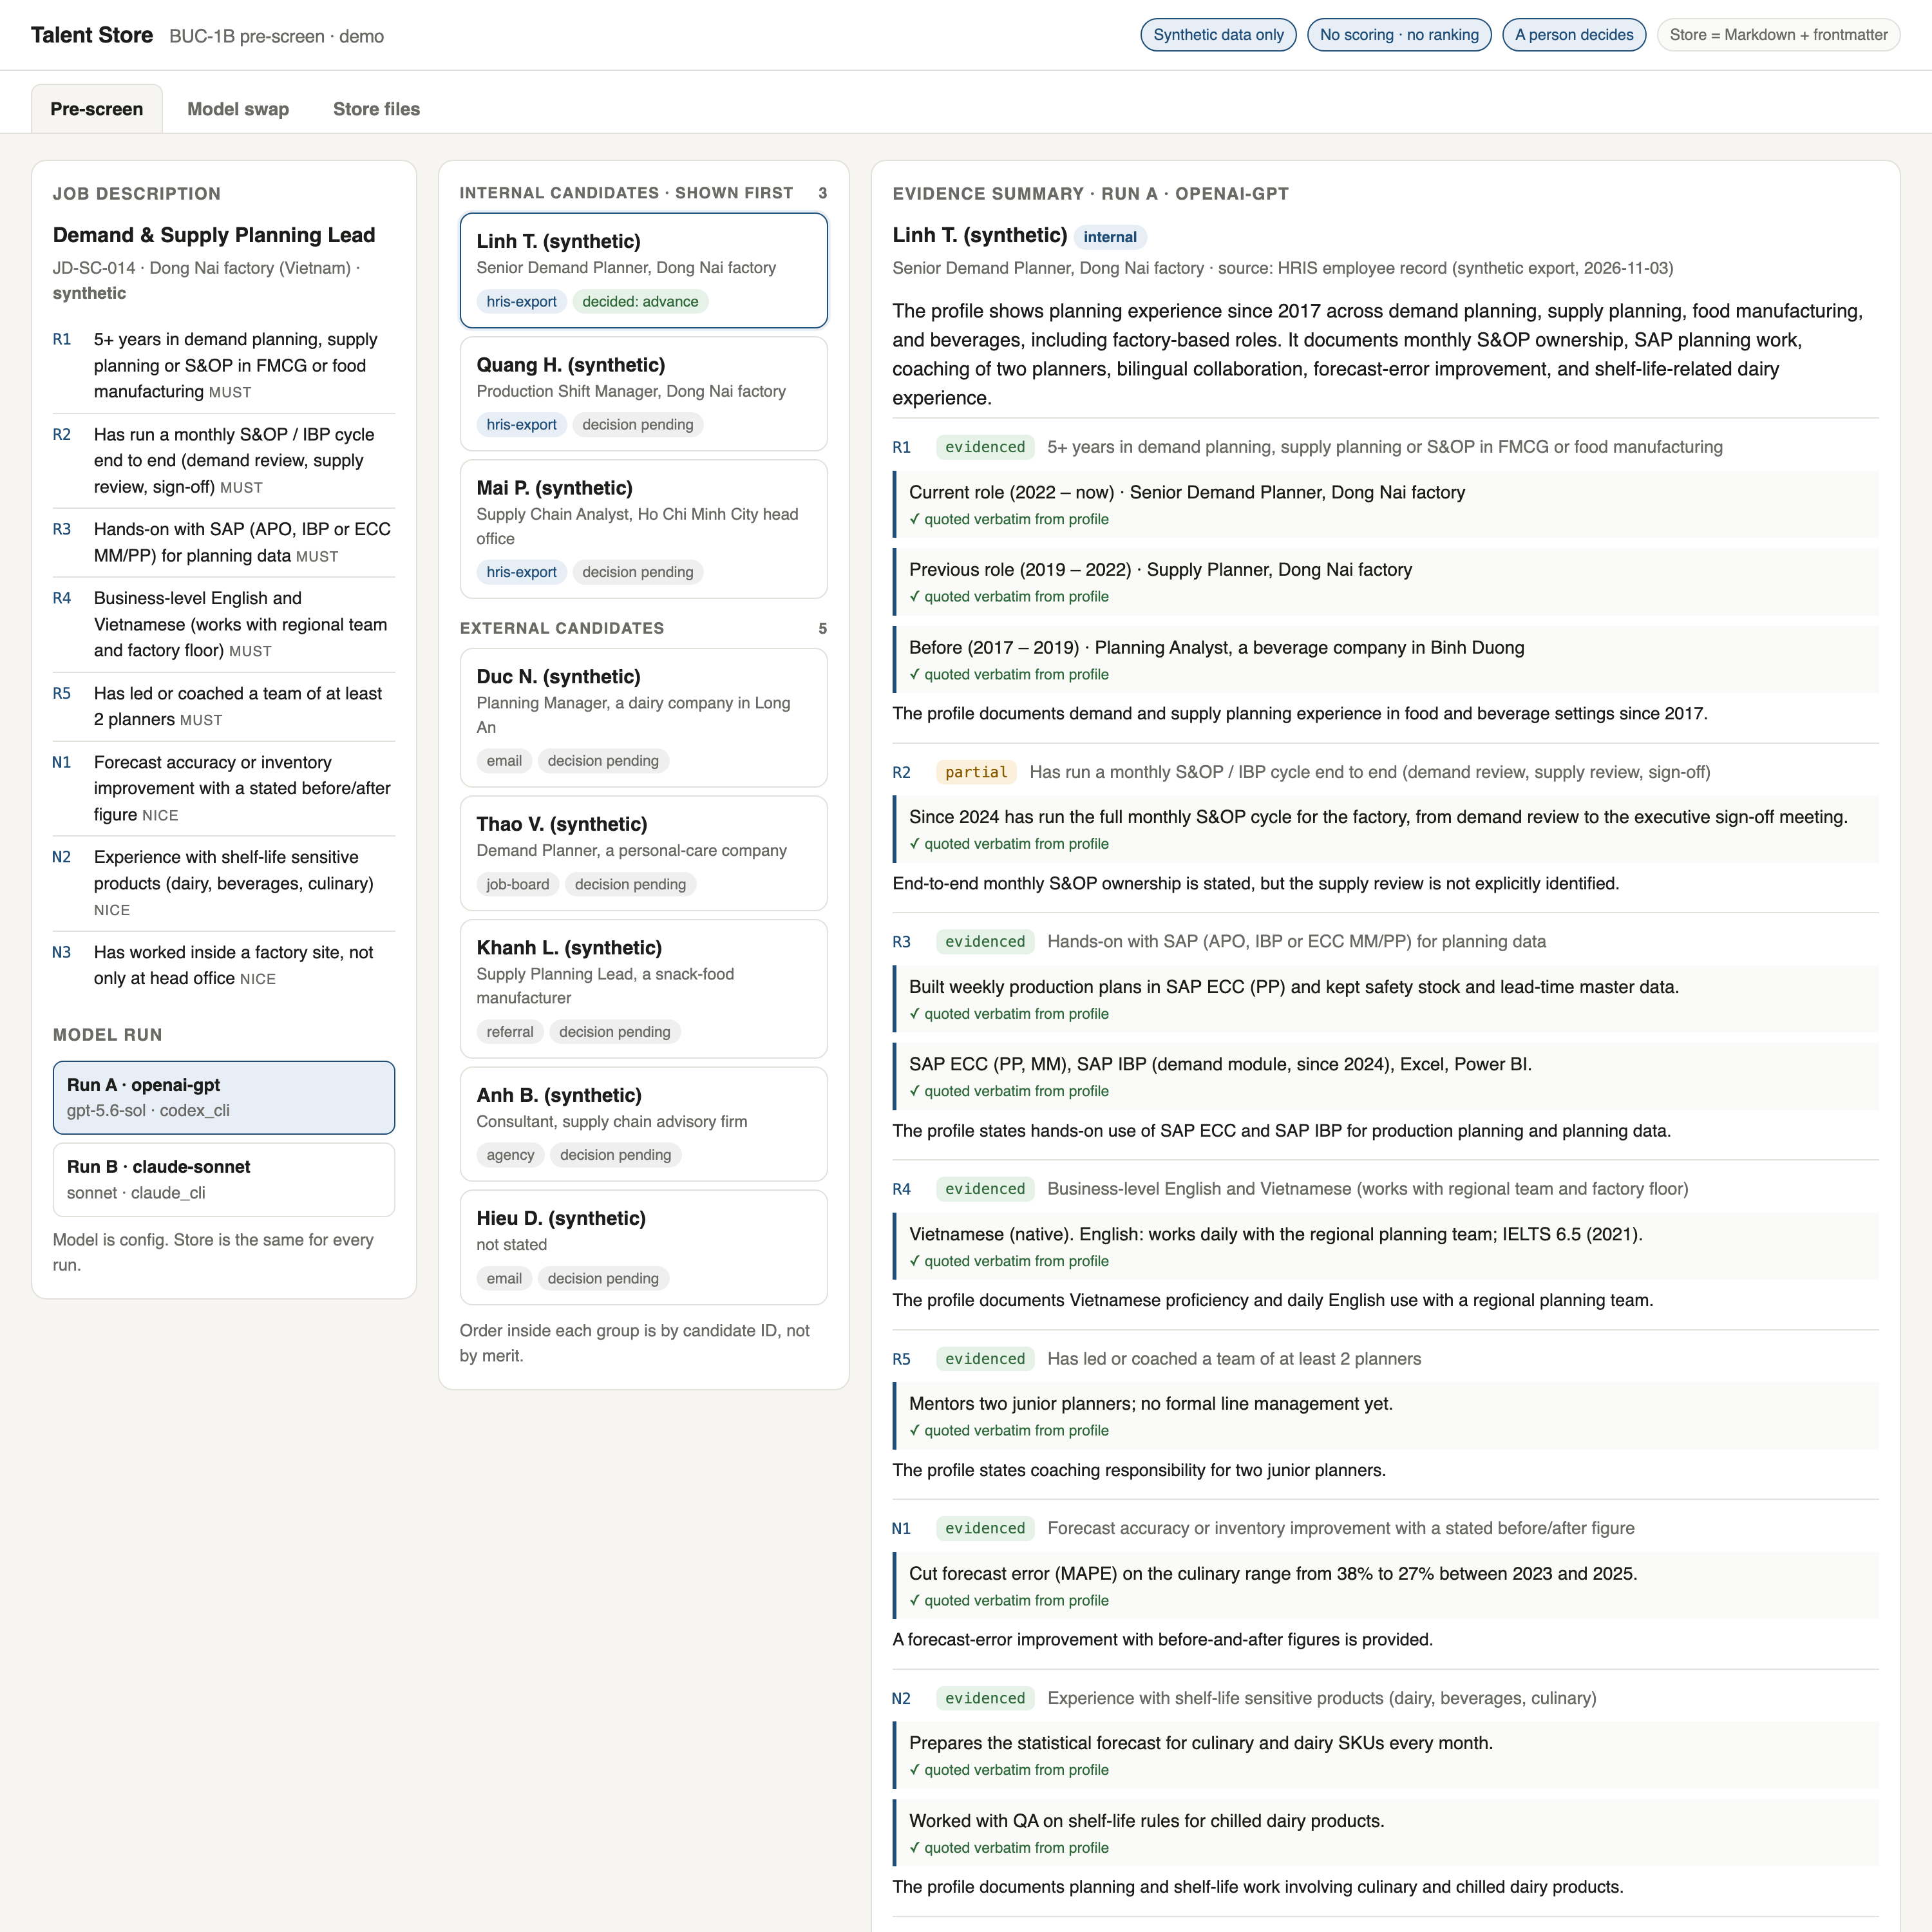 Talent Store BUC-1B pre-screen · demo
Synthetic data only
No scoring · no ranking
A person decides
Store = Markdown + frontmatter
Pre-screen
Model swap
Store files
JOB DESCRIPTION
Demand & Supply Planning Lead
JD-SC-014 · Dong Nai factory (Vietnam) ·
synthetic
R1 5+ years in demand planning, supply
planning or S&OP in FMCG or food
manufacturing MUST
R2 Has run a monthly S&OP / IBP cycle
end to end (demand review, supply
review, sign-off) MUST
R3 Hands-on with SAP (APO, IBP or ECC
MM/PP) for planning data MUST
R4 Business-level English and
Vietnamese (works with regional team
and factory floor) MUST
R5 Has led or coached a team of at least
2 planners MUST
N1 Forecast accuracy or inventory
improvement with a stated before/after
figure NICE
N2 Experience with shelf-life sensitive
products (dairy, beverages, culinary)
NICE
N3 Has worked inside a factory site, not
only at head office NICE
MODEL RUN
Run A · openai-gpt
gpt-5.6-sol · codex_cli
Run B · claude-sonnet
sonnet · claude_cli
Model is config. Store is the same for every
run.
INTERNAL CANDIDATES · SHOWN FIRST 3
Linh T. (synthetic)
Senior Demand Planner, Dong Nai factory
hris-export decided: advance
Quang H. (synthetic)
Production Shift Manager, Dong Nai factory
hris-export decision pending
Mai P. (synthetic)
Supply Chain Analyst, Ho Chi Minh City head
office
hris-export decision pending
EXTERNAL CANDIDATES 5
Duc N. (synthetic)
Planning Manager, a dairy company in Long
An
email decision pending
Thao V. (synthetic)
Demand Planner, a personal-care company
job-board decision pending
Khanh L. (synthetic)
Supply Planning Lead, a snack-food
manufacturer
referral decision pending
Anh B. (synthetic)
Consultant, supply chain advisory firm
agency decision pending
Hieu D. (synthetic)
not stated
email decision pending
Order inside each group is by candidate ID, not
by merit.
EVIDENCE SUMMARY · RUN A · OPENAI-GPT
Linh T. (synthetic) internal
Senior Demand Planner, Dong Nai factory · source: HRIS employee record (synthetic export, 2026-11-03)
The profile shows planning experience since 2017 across demand planning, supply planning, food manufacturing,
and beverages, including factory-based roles. It documents monthly S&OP ownership, SAP planning work,
coaching of two planners, bilingual collaboration, forecast-error improvement, and shelf-life-related dairy
experience.
R1 evidenced 5+ years in demand planning, supply planning or S&OP in FMCG or food manufacturing
Current role (2022 – now) · Senior Demand Planner, Dong Nai factory
✓ quoted verbatim from profile
Previous role (2019 – 2022) · Supply Planner, Dong Nai factory
✓ quoted verbatim from profile
Before (2017 – 2019) · Planning Analyst, a beverage company in Binh Duong
✓ quoted verbatim from profile
The profile documents demand and supply planning experience in food and beverage settings since 2017.
R2 partial Has run a monthly S&OP / IBP cycle end to end (demand review, supply review, sign-off)
Since 2024 has run the full monthly S&OP cycle for the factory, from demand review to the executive sign-off meeting.
✓ quoted verbatim from profile
End-to-end monthly S&OP ownership is stated, but the supply review is not explicitly identified.
R3 evidenced Hands-on with SAP (APO, IBP or ECC MM/PP) for planning data
Built weekly production plans in SAP ECC (PP) and kept safety stock and lead-time master data.
✓ quoted verbatim from profile
SAP ECC (PP, MM), SAP IBP (demand module, since 2024), Excel, Power BI.
✓ quoted verbatim from profile
The profile states hands-on use of SAP ECC and SAP IBP for production planning and planning data.
R4 evidenced Business-level English and Vietnamese (works with regional team and factory floor)
Vietnamese (native). English: works daily with the regional planning team; IELTS 6.5 (2021).
✓ quoted verbatim from profile
The profile documents Vietnamese proficiency and daily English use with a regional planning team.
R5 evidenced Has led or coached a team of at least 2 planners
Mentors two junior planners; no formal line management yet.
✓ quoted verbatim from profile
The profile states coaching responsibility for two junior planners.
N1 evidenced Forecast accuracy or inventory improvement with a stated before/after figure
Cut forecast error (MAPE) on the culinary range from 38% to 27% between 2023 and 2025.
✓ quoted verbatim from profile
A forecast-error improvement with before-and-after figures is provided.
N2 evidenced Experience with shelf-life sensitive products (dairy, beverages, culinary)
Prepares the statistical forecast for culinary and dairy SKUs every month.
✓ quoted verbatim from profile
Worked with QA on shelf-life rules for chilled dairy products.
✓ quoted verbatim from profile
The profile documents planning and shelf-life work involving culinary and chilled dairy products.